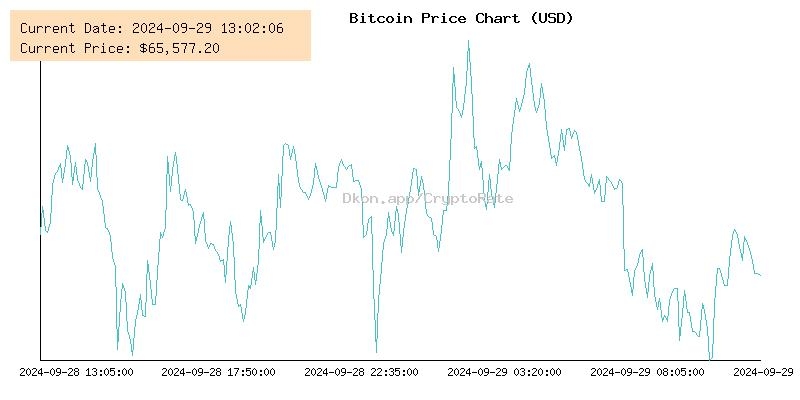 Bitcoin Price Chart (USD)
Current Date: 2024-09-29 13:02:06
Current Price: $65,577.20
Dkon.app/CryptoRate
2024-09-28 13:05:00 2024-09-28 17:50:00 2024-09-28 22:35:00 2024-09-29 03:20:00 2024-09-29 08:05:00 2024-09-29